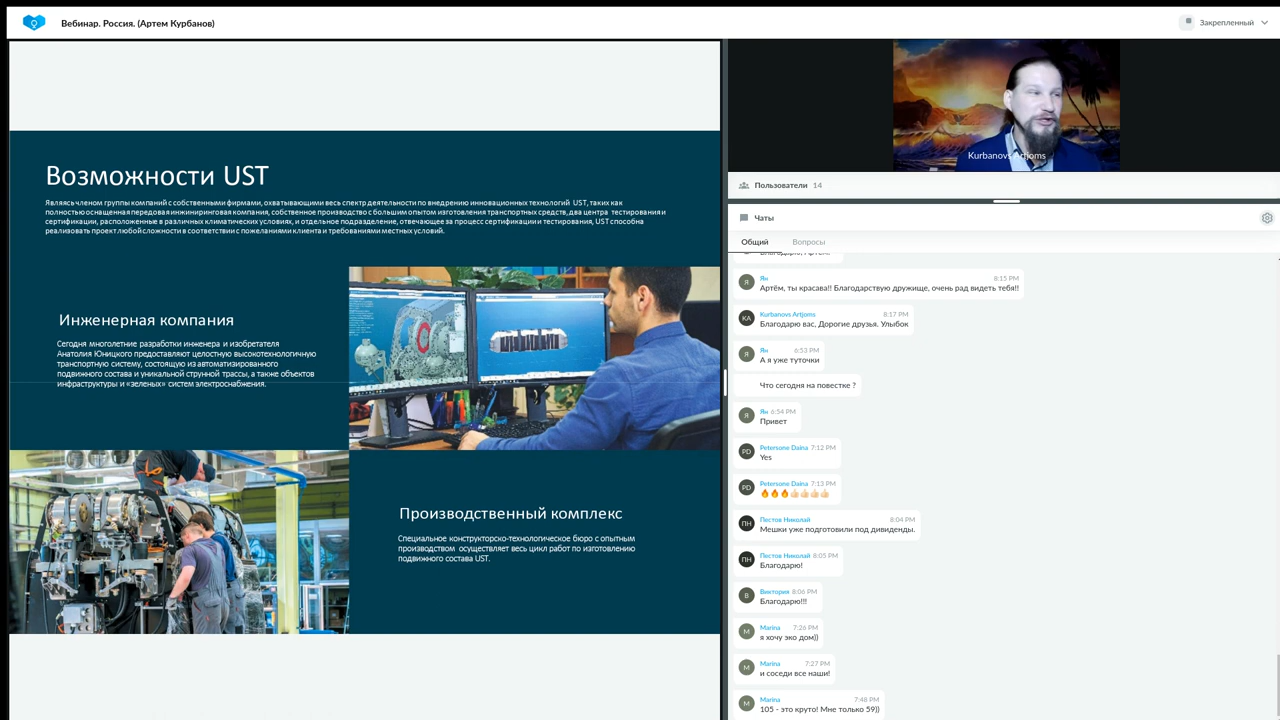 Вебинар. Россия. (Артем Курбанов)
Закрепленный
Возможности UST
Являясь членом группы компаний с собственными фирмами, охватывающими весь спектр деятельности по внедрению инновационных технологий UST, таких как
полностью оснащенная передовая инжиниринговая компания, собственное производство с большим опытом изготовления транспортных средств, два центра тестирования и
сертификации, расположенные в различных климатических условиях, и отдельное подразделение, отвечающее за процесс сертификации и тестирования, UST способна
реализовать проект любой сложности в соответствии с пожеланиями клиента и требованиями местных условий.
Инженерная компания
Сегодня многолетние разработки инженера и изобретателя
Анатолия Юницкого предоставляют целостную высокотехнологичную
транспортную систему, состоящую из автоматизированного
подвижного состава и уникальной струнной трассы, а также объектов
инфраструктуры и «зеленых» систем электроснабжения.
Производственный комплекс
Специальное конструкторско-технологическое бюро с опытным
производством осуществляет весь цикл работ по изготовлению
подвижного состава UST.
Kurbanovs Artjoms
Пользователи 14
Чаты
Общий Вопросы
Я
Ян 8:15 PM
Артём, ты красава!! Благодарствую дружище, очень рад видеть тебя!!
KA
Kurbanovs Artjoms 8:17 PM
Благодарю вас, Дорогие друзья. Улыбок
Я
Ян 6:53 PM
А я уже туточки
Что сегодня на повестке ?
Я
Ян 6:54 PM
Привет
PD
Petersone Daina 7:12 PM
Yes
PD
Petersone Daina 7:13 PM
🔥🔥🔥👍🏻👍🏻👍🏻👍🏻
ПН
Пестов Николай 8:04 PM
Мешки уже подготовили под дивиденды.
ПН
Пестов Николай 8:05 PM
Благодарю!
В
Виктория 8:06 PM
Благодарю!!!
M
Marina 7:26 PM
я хочу эко дом))
M
Marina 7:27 PM
и соседи все наши!
M
Marina 7:48 PM
105 - это круто! Мне только 59))